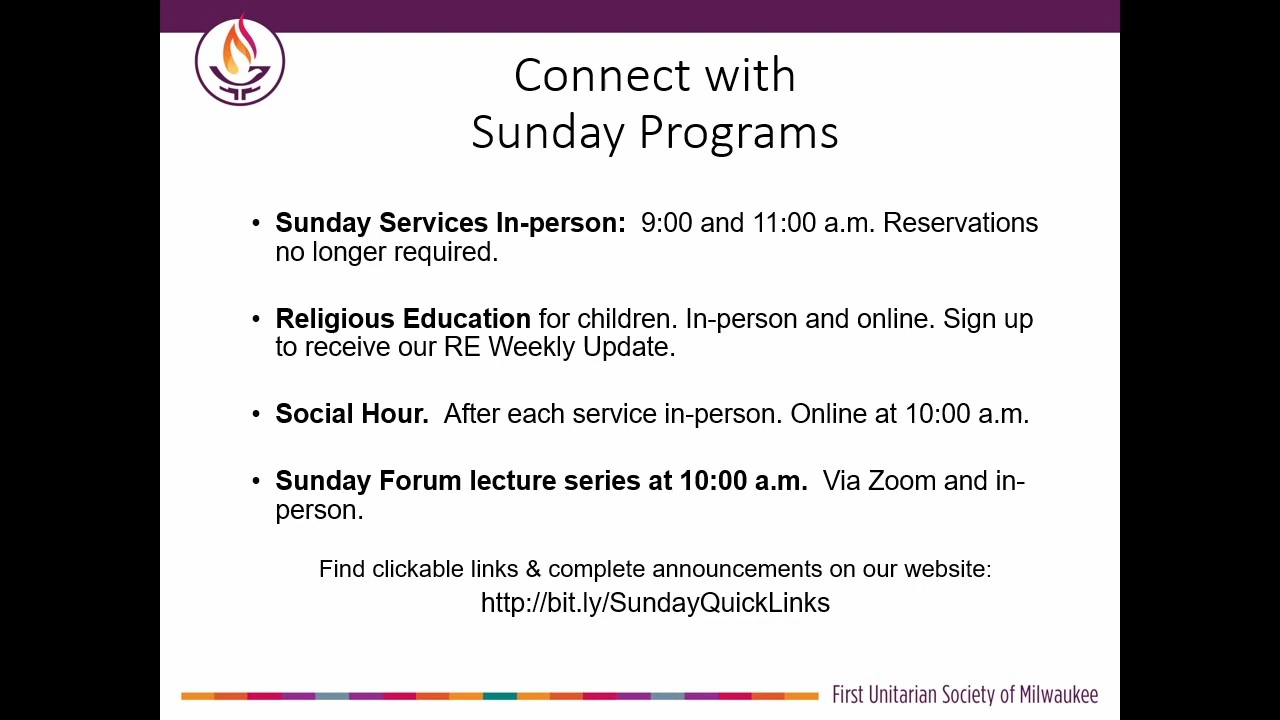 Connect with
Sunday Programs
• Sunday Services In-person:  9:00 and 11:00 a.m. Reservations
no longer required.
• Religious Education for children. In-person and online. Sign up
to receive our RE Weekly Update.
• Social Hour.  After each service in-person. Online at 10:00 a.m.
• Sunday Forum lecture series at 10:00 a.m.  Via Zoom and in-
person.
Find clickable links & complete announcements on our website:
http://bit.ly/SundayQuickLinks
First Unitarian Society of Milwaukee